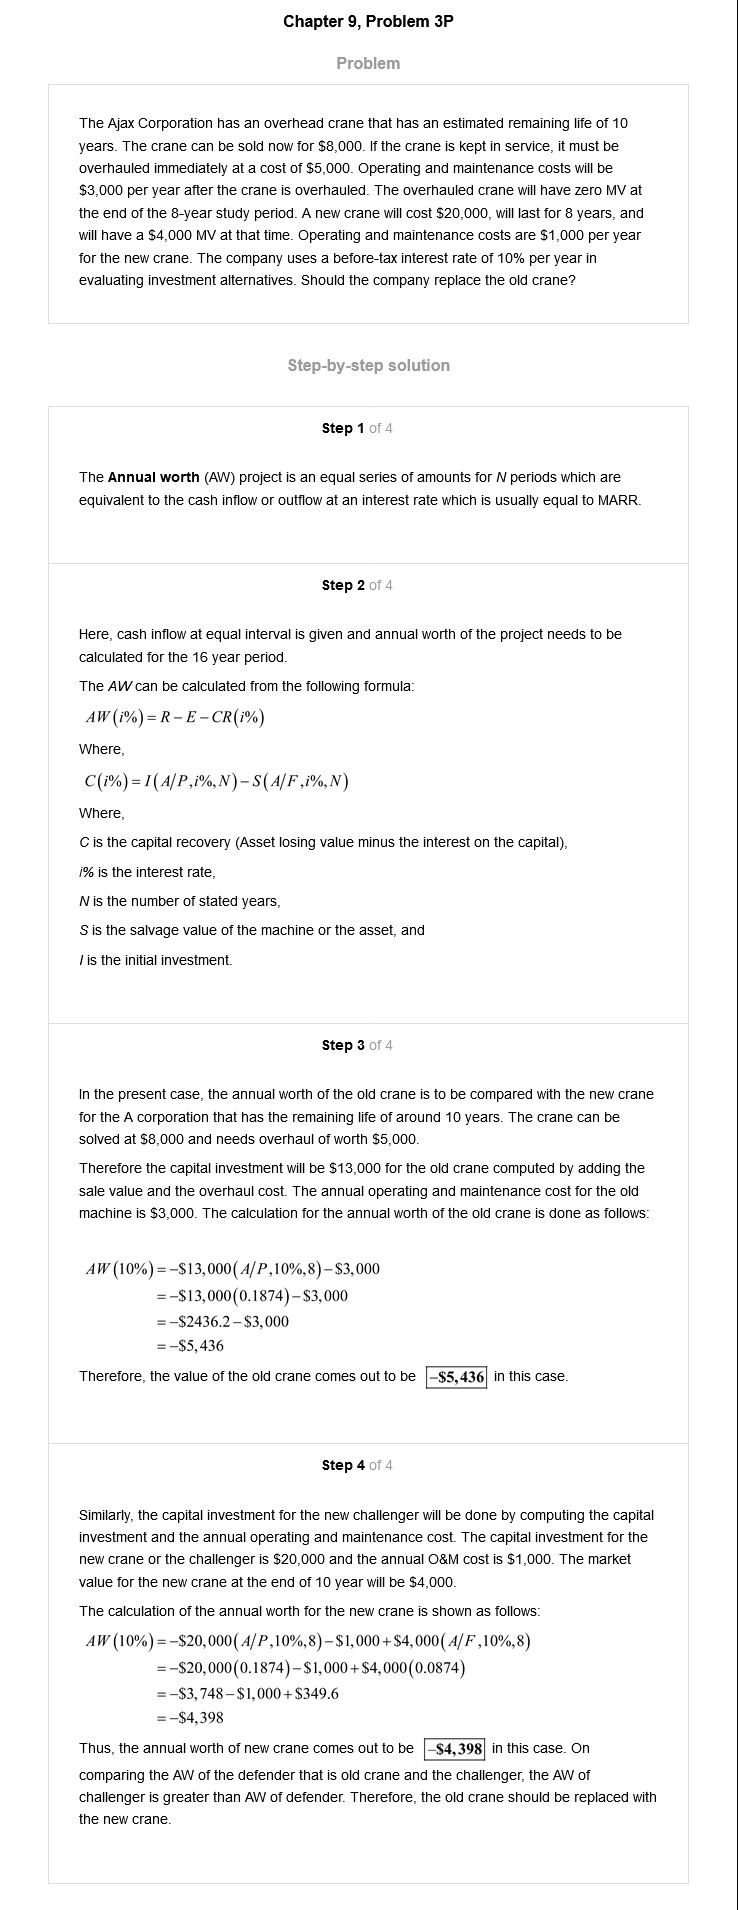 Chapter 9, Problem 3P
Problem
The Ajax Corporation has an overhead crane that has an estimated remaining life of 10
years. The crane can be sold now for $8,000. If the crane is kept in service, it must be
overhauled immediately at a cost of $5,000. Operating and maintenance costs will be
$3,000 per year after the crane is overhauled. The overhauled crane will have zero MV at
the end of the 8-year study period. A new crane will cost $20,000, will last for 8 years, and
will have a $4,000 MV at that time. Operating and maintenance costs are $1,000 per year
for the new crane. The company uses a before-tax interest rate of 10% per year in
evaluating investment alternatives. Should the company replace the old crane?
Step-by-step solution
Step 1 of 4
The Annual worth (AW) project is an equal series of amounts for N periods which are
equivalent to the cash inflow or outflow at an interest rate which is usually equal to MARR.
Step 2 of 4
Here, cash inflow at equal interval is given and annual worth of the project needs to be
calculated for the 16 year period.
The AW can be calculated from the following formula:
AW(i%) = R – E – CR(i%)
Where,
C(i%) = I(A/P,i%,N) – S(A/F,i%,N)
Where,
C is the capital recovery (Asset losing value minus the interest on the capital),
i% is the interest rate,
N is the number of stated years,
S is the salvage value of the machine or the asset, and
I is the initial investment.
Step 3 of 4
In the present case, the annual worth of the old crane is to be compared with the new crane
for the A corporation that has the remaining life of around 10 years. The crane can be
solved at $8,000 and needs overhaul of worth $5,000.
Therefore the capital investment will be $13,000 for the old crane computed by adding the
sale value and the overhaul cost. The annual operating and maintenance cost for the old
machine is $3,000. The calculation for the annual worth of the old crane is done as follows:
AW(10%) = –$13,000(A/P,10%,8) – $3,000
= –$13,000(0.1874) – $3,000
= –$2436.2 – $3,000
= –$5,436
Therefore, the value of the old crane comes out to be –$5,436 in this case.
Step 4 of 4
Similarly, the capital investment for the new challenger will be done by computing the capital
investment and the annual operating and maintenance cost. The capital investment for the
new crane or the challenger is $20,000 and the annual O&M cost is $1,000. The market
value for the new crane at the end of 10 year will be $4,000.
The calculation of the annual worth for the new crane is shown as follows:
AW(10%) = –$20,000(A/P,10%,8) – $1,000 + $4,000(A/F,10%,8)
= –$20,000(0.1874) – $1,000 + $4,000(0.0874)
= –$3,748 – $1,000 + $349.6
= –$4,398
Thus, the annual worth of new crane comes out to be –$4,398 in this case. On
comparing the AW of the defender that is old crane and the challenger, the AW of
challenger is greater than AW of defender. Therefore, the old crane should be replaced with
the new crane.